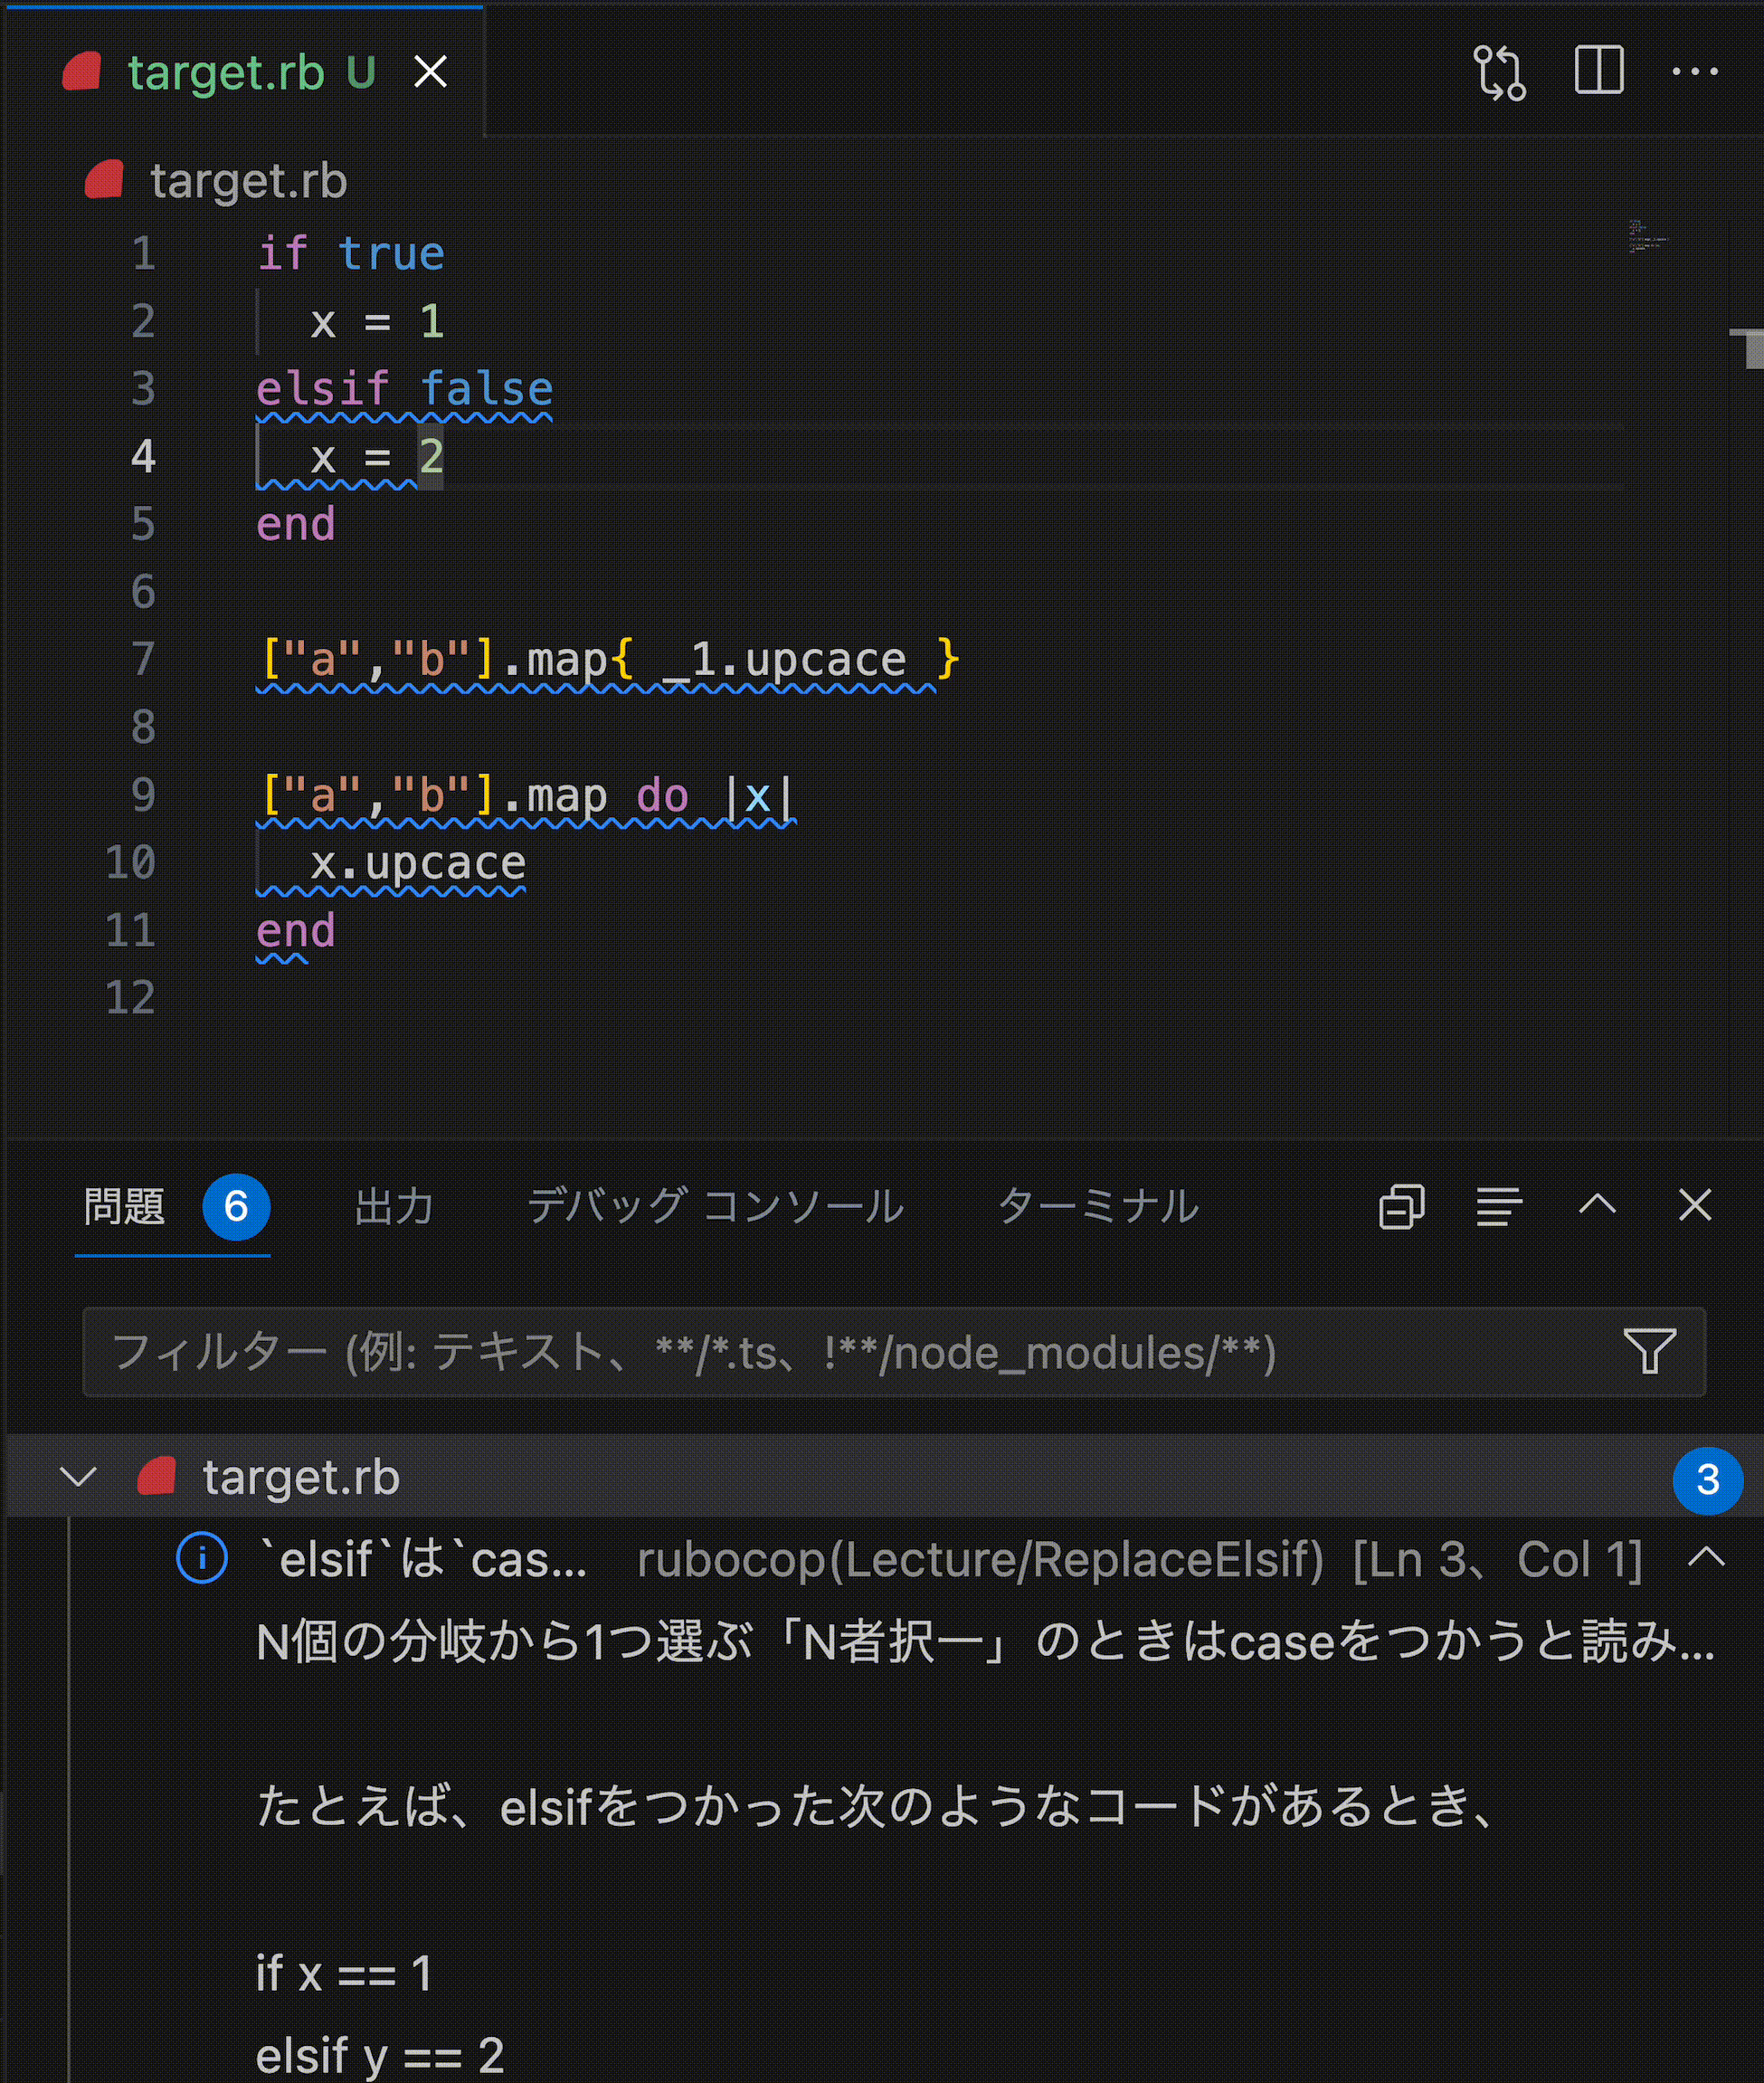 target.rb U
target.rb
1 if true
2 x = 1
3 elsif false
4 x = 2
5 end
6
7 ["a","b"].map{ _1.upcace }
8
9 ["a","b"].map do |x|
10 x.upcace
11 end
12
問題 6 出力 デバッグ コンソール ターミナル
フィルター (例: テキスト、**/*.ts、!**/node_modules/**)
target.rb 3
`elsif`は`cas... rubocop(Lecture/ReplaceElsif) [Ln 3、Col 1]
N個の分岐から1つ選ぶ「N者択一」のときはcaseをつかうと読み...
たとえば、elsifをつかった次のようなコードがあるとき、
if x == 1
elsif y == 2